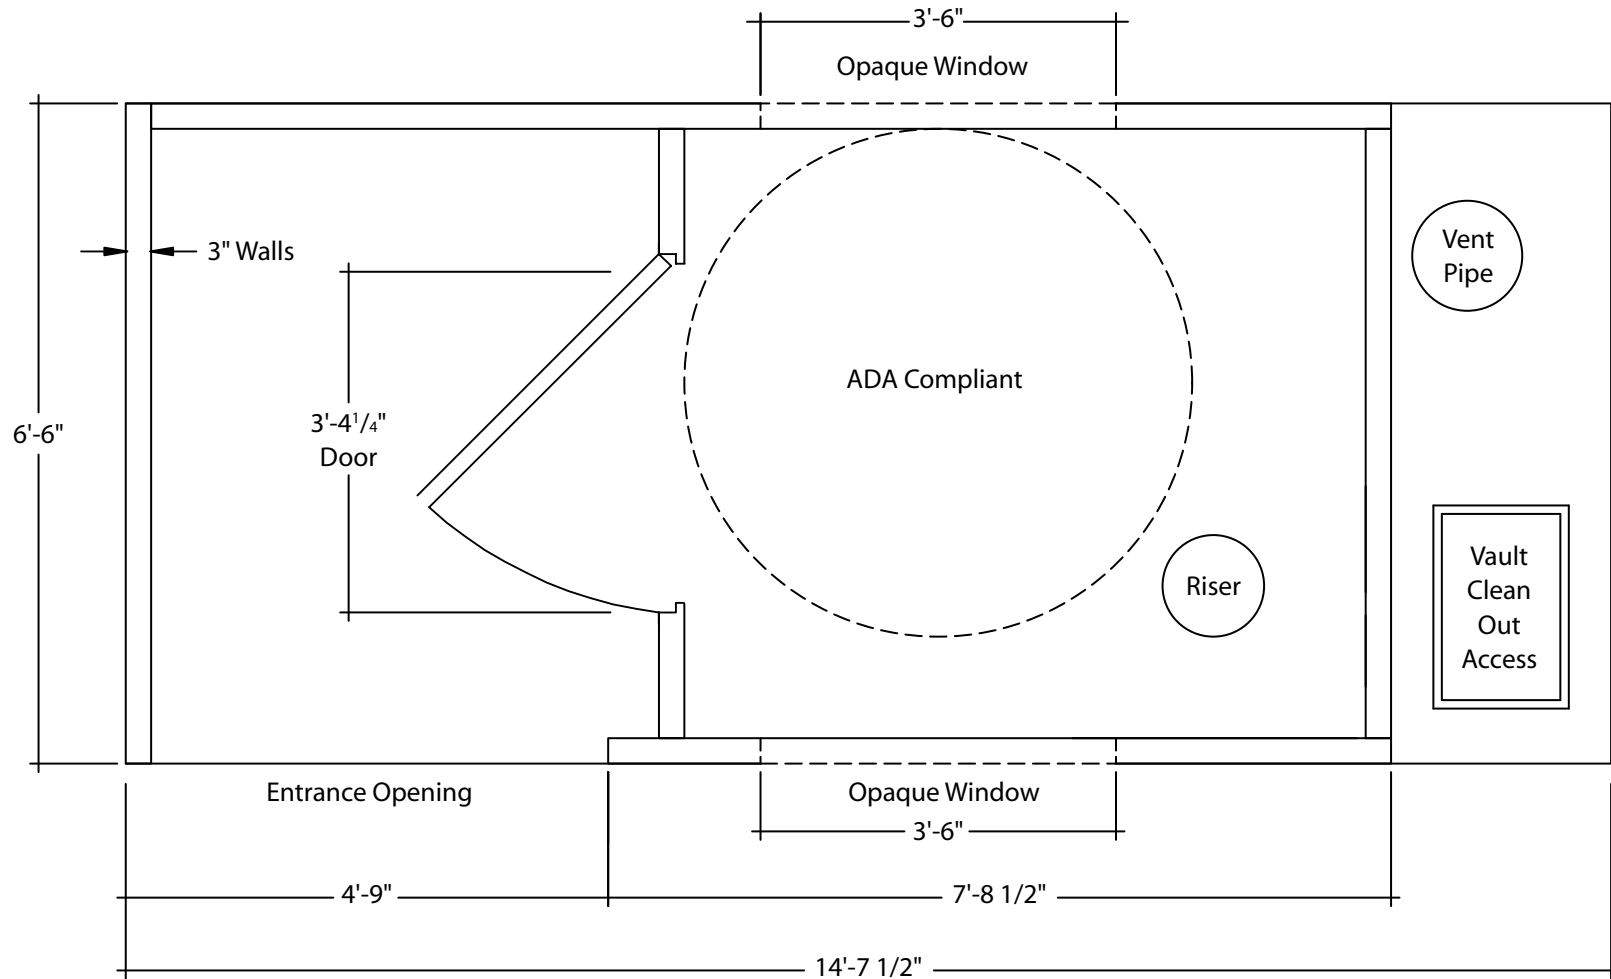 3'-6"
Opaque Window
3" Walls
Vent
Pipe
ADA Compliant
3'-4 1/4"
Door
6'-6"
Riser
Vault
Clean
Out
Access
Entrance Opening
Opaque Window
3'-6"
4'-9"
7'-8 1/2"
14'-7 1/2"